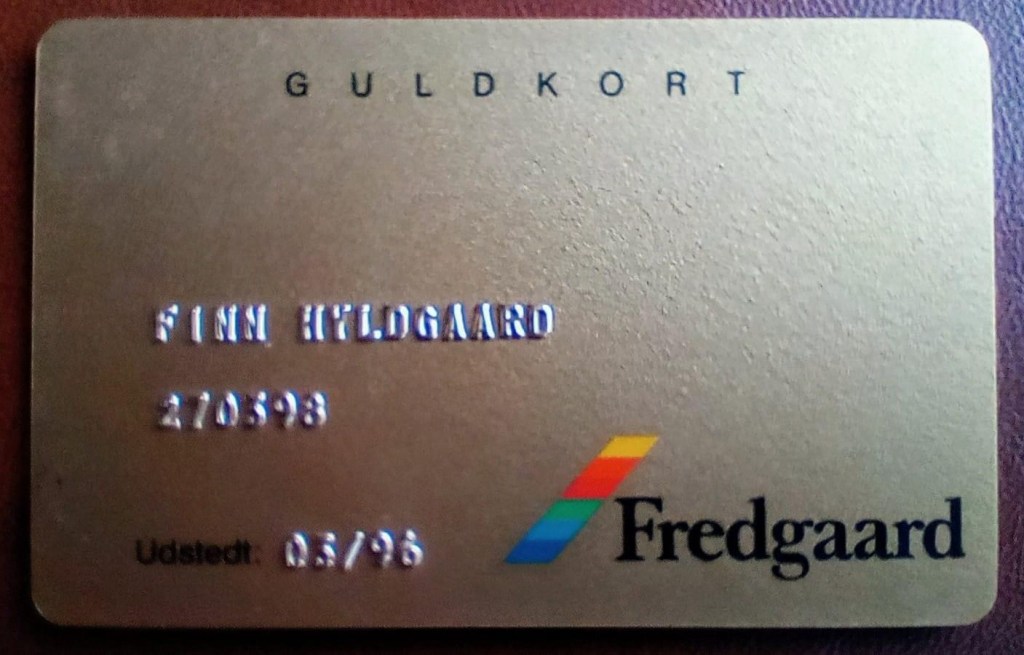 GULDKORT
FINN HYLDGAARD
270398
Udstedt: 03/96
Fredgaard